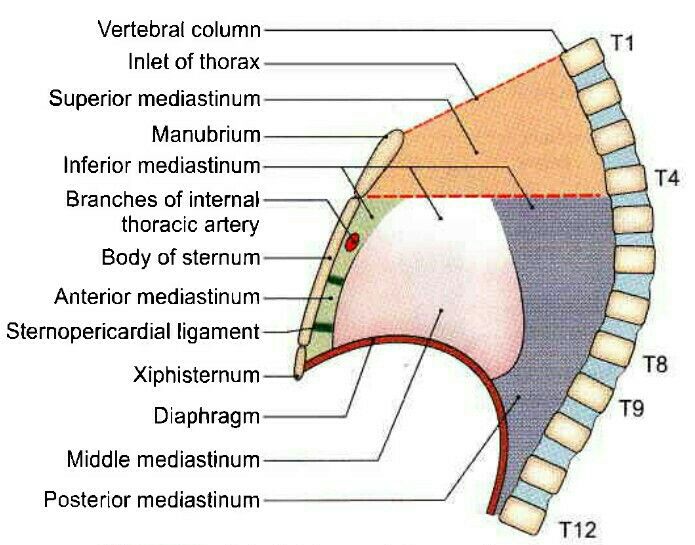 Vertebral column
Inlet of thorax
Superior mediastinum
Manubrium
Inferior mediastinum
Branches of internal
thoracic artery
Body of sternum
Anterior mediastinum
Sternopericardial ligament
Xiphisternum
Diaphragm
Middle mediastinum
Posterior mediastinum
T1
T4
T8
T9
T12